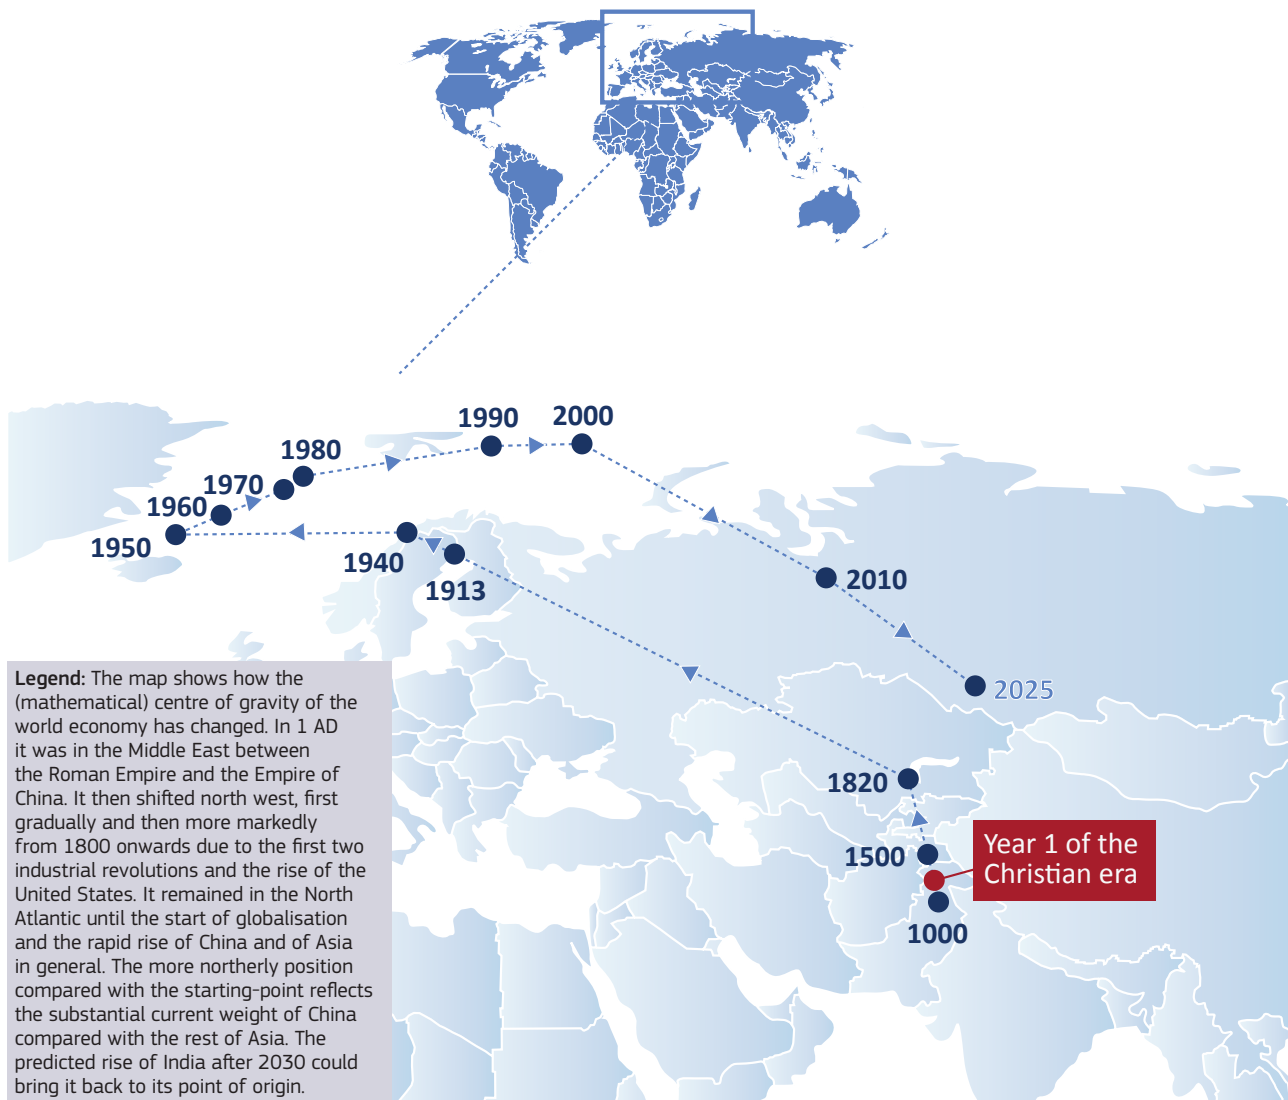 1990
2000
1980
1970
1960
1950
1940
1913
2010
2025
1820
1500
Year 1 of the
Christian era
1000
Legend: The map shows how the
(mathematical) centre of gravity of the
world economy has changed. In 1 AD
it was in the Middle East between
the Roman Empire and the Empire of
China. It then shifted north west, first
gradually and then more markedly
from 1800 onwards due to the first two
industrial revolutions and the rise of the
United States. It remained in the North
Atlantic until the start of globalisation
and the rapid rise of China and of Asia
in general. The more northerly position
compared with the starting-point reflects
the substantial current weight of China
compared with the rest of Asia. The
predicted rise of India after 2030 could
bring it back to its point of origin.